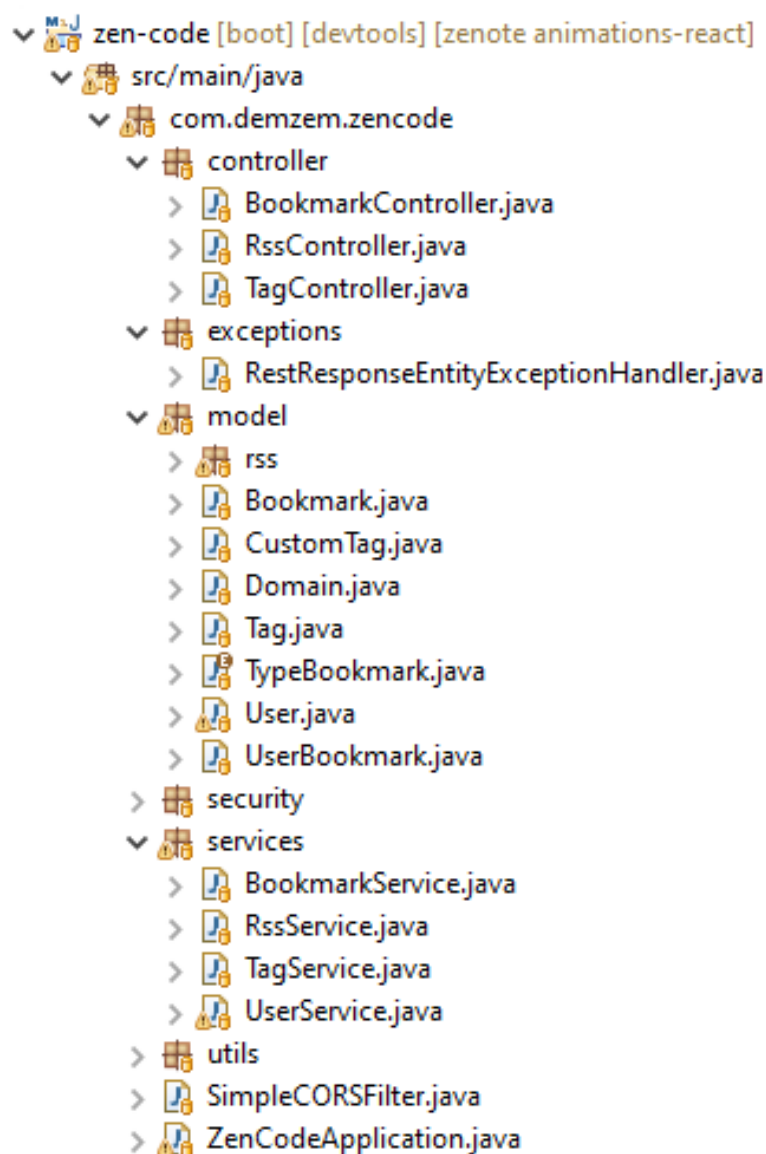 zen-code [boot] [devtools] [zenote animations-react]
src/main/java
com.demzem.zencode
controller
BookmarkController.java
RssController.java
TagController.java
exceptions
RestResponseEntityExceptionHandler.java
model
rss
Bookmark.java
CustomTag.java
Domain.java
Tag.java
TypeBookmark.java
User.java
UserBookmark.java
security
services
BookmarkService.java
RssService.java
TagService.java
UserService.java
utils
SimpleCORSFilter.java
ZenCodeApplication.java